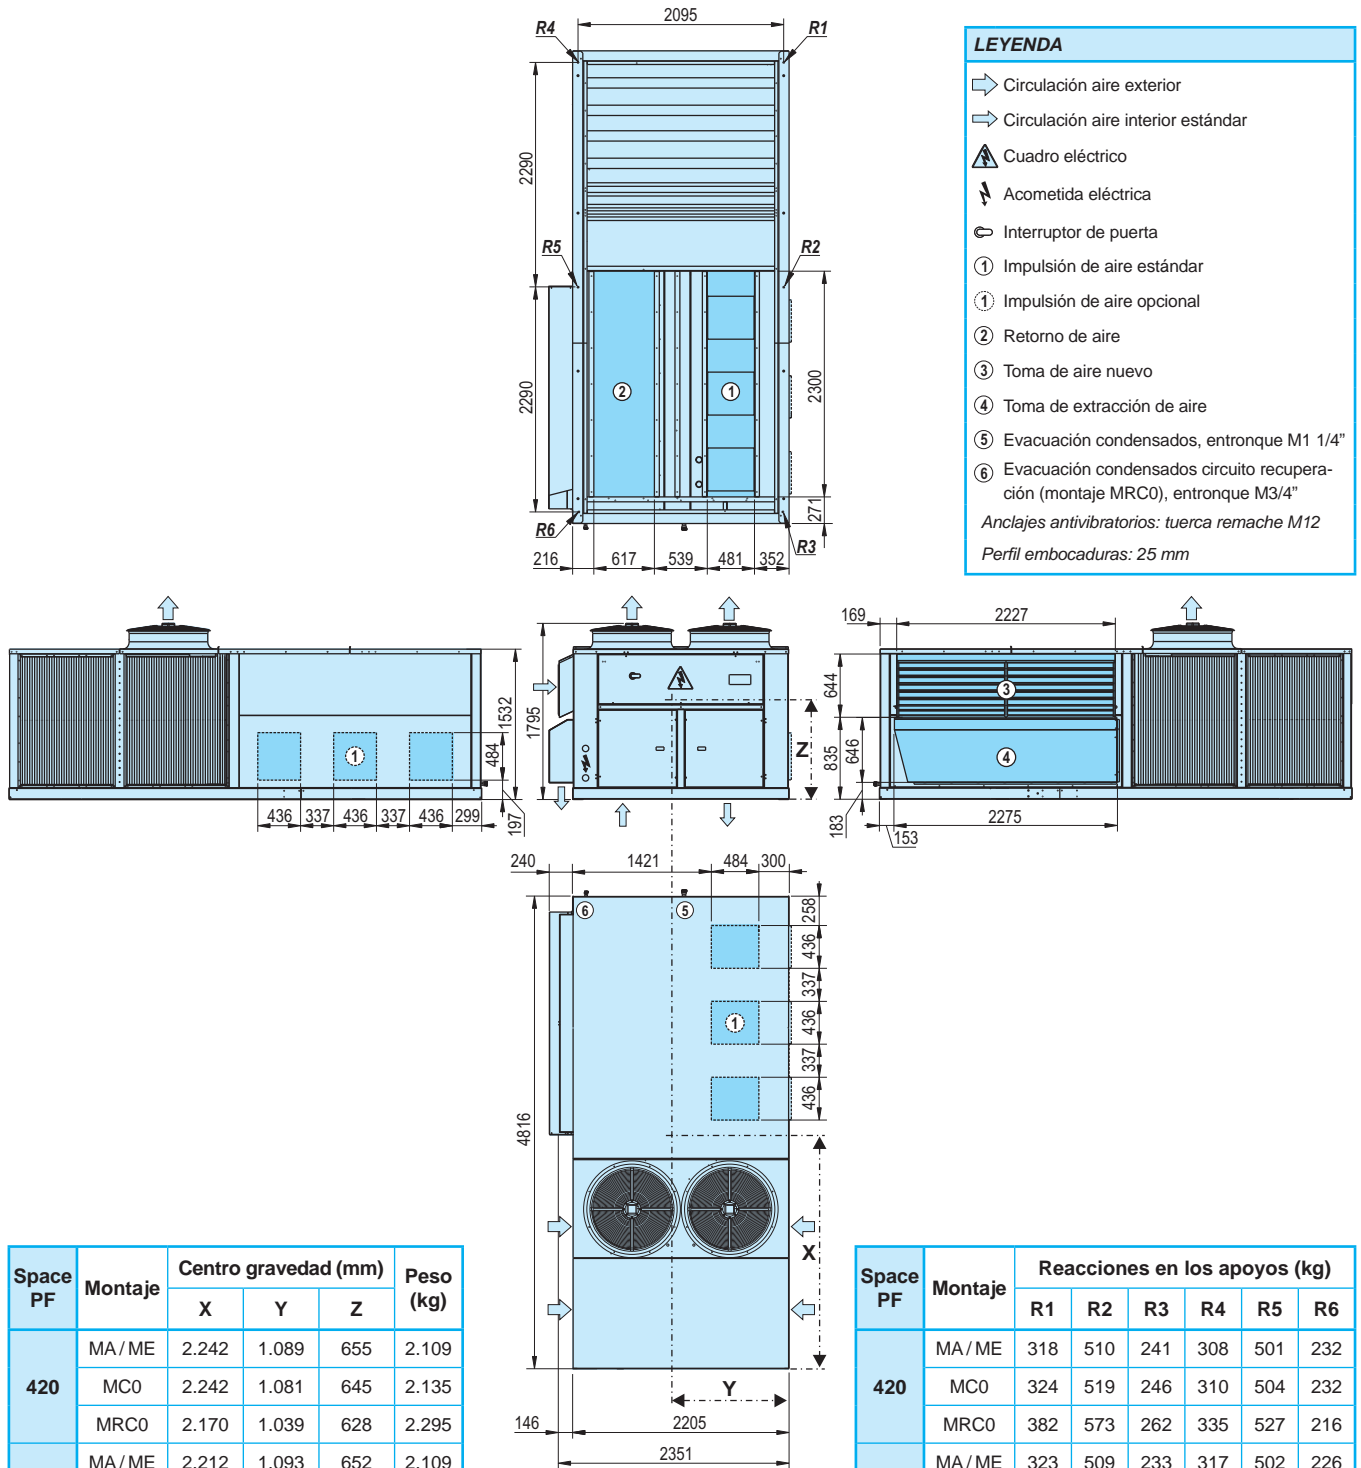 2095
R4
R1
2290
R5
R2
2290
2300
2
1
271
R6
R3
216
617
539
481
352
LEYENDA
Circulación aire exterior
Circulación aire interior estándar
Cuadro eléctrico
Acometida eléctrica
Interruptor de puerta
1 Impulsión de aire estándar
1 Impulsión de aire opcional
2 Retorno de aire
3 Toma de aire nuevo
4 Toma de extracción de aire
5 Evacuación condensados, entronque M1 1/4”
6 Evacuación condensados circuito recupera-
ción (montaje MRC0), entronque M3/4”
Anclajes antivibratorios: tuerca remache M12
Perfil embocaduras: 25 mm
1
1532
484
197
436 337 436 337 436 299
1795
Z
169
2227
644
835
646
183
153
2275
3
4
240
1421
484
300
6
5
258
436
337
436
337
436
1
4816
X
Y
146
2205
2351
Space PF Montaje Centro gravedad (mm) Peso (kg)
X Y Z
420 MA / ME 2.242 1.089 655 2.109
MC0 2.242 1.081 645 2.135
MRC0 2.170 1.039 628 2.295
MA / ME 2.212 1.093 652 2.109
Space PF Montaje Reacciones en los apoyos (kg)
R1 R2 R3 R4 R5 R6
420 MA / ME 318 510 241 308 501 232
MC0 324 519 246 310 504 232
MRC0 382 573 262 335 527 216
MA / ME 323 509 233 317 502 226